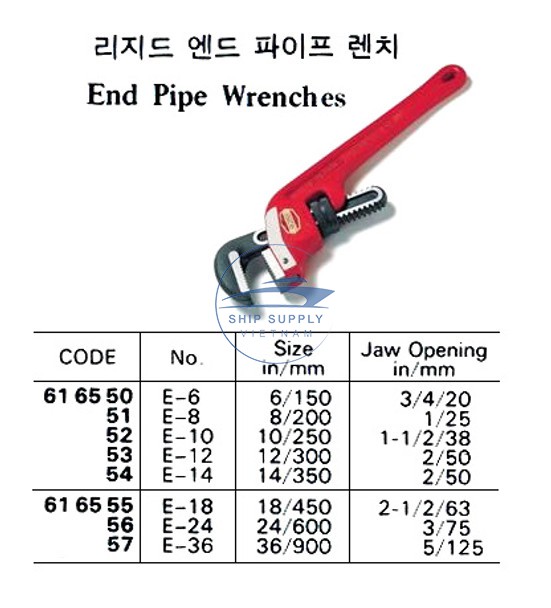 리지드 엔드 파이프 렌치
End Pipe Wrenches
SHIP SUPPLY
VIETNAM
CODE No. Size in/mm Jaw Opening in/mm
61 65 50 E-6 6/150 3/4/20
51 E-8 8/200 1/25
52 E-10 10/250 1-1/2/38
53 E-12 12/300 2/50
54 E-14 14/350 2/50
61 65 55 E-18 18/450 2-1/2/63
56 E-24 24/600 3/75
57 E-36 36/900 5/125